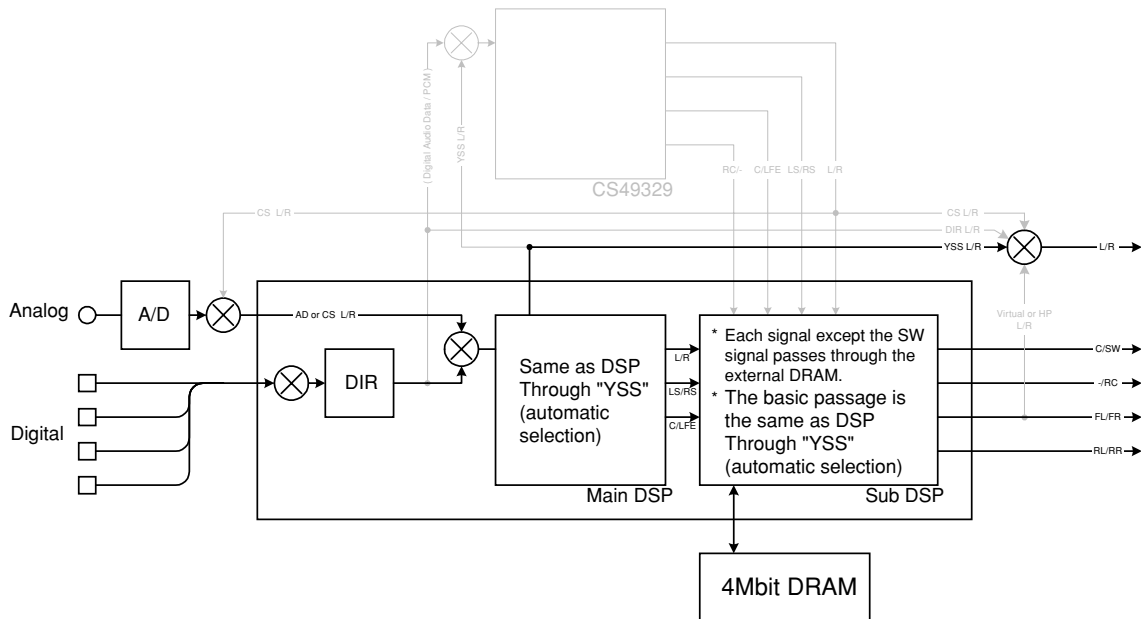 ( Digital Audio Data / PCM )
YSS L/R
CS49329
RC/-
C/LFE
LS/RS
L/R
CS L/R
CS L/R
DIR L/R
YSS L/R
L/R
Analog
A/D
AD or CS L/R
Virtual or HP
L/R
DIR
Digital
Same as DSP
Through "YSS"
(automatic
selection)
Main DSP
L/R
LS/RS
C/LFE
* Each signal except the SW
signal passes through the
external DRAM.
* The basic passage is
the same as DSP
Through "YSS"
(automatic selection)
Sub DSP
C/SW
-/RC
FL/FR
RL/RR
4Mbit DRAM